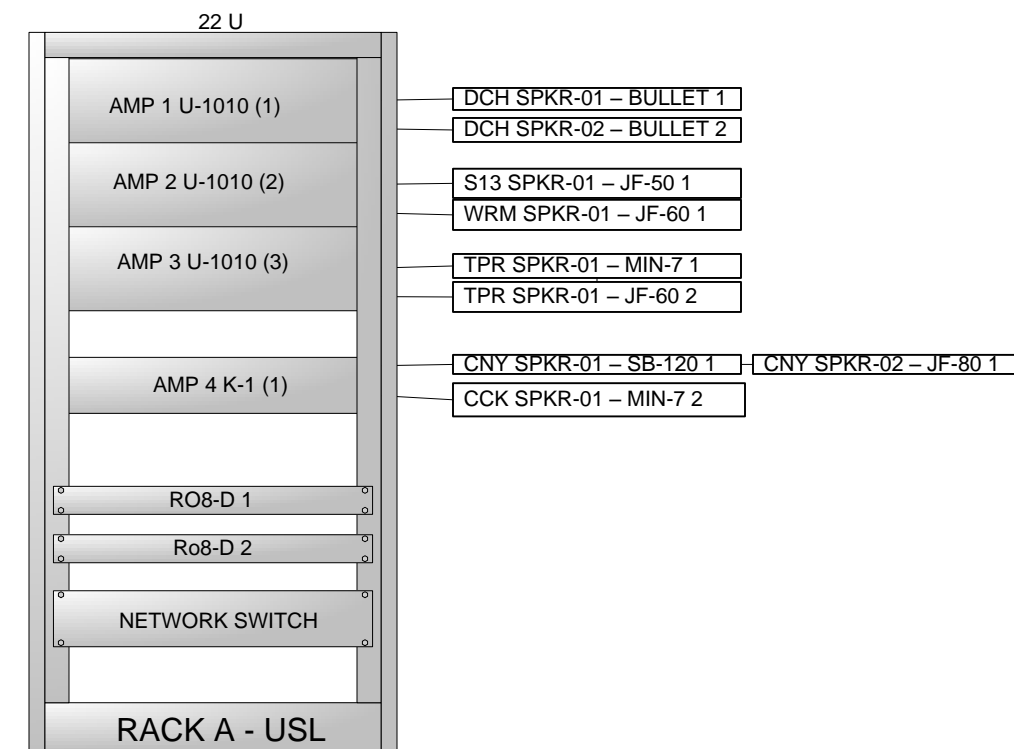 22 U
AMP 1 U-1010 (1)
DCH SPKR-01 – BULLET 1
DCH SPKR-02 – BULLET 2
AMP 2 U-1010 (2)
S13 SPKR-01 – JF-50 1
WRM SPKR-01 – JF-60 1
AMP 3 U-1010 (3)
TPR SPKR-01 – MIN-7 1
TPR SPKR-01 – JF-60 2
AMP 4 K-1 (1)
CNY SPKR-01 – SB-120 1
CNY SPKR-02 – JF-80 1
CCK SPKR-01 – MIN-7 2
RO8-D 1
Ro8-D 2
NETWORK SWITCH
RACK A - USL